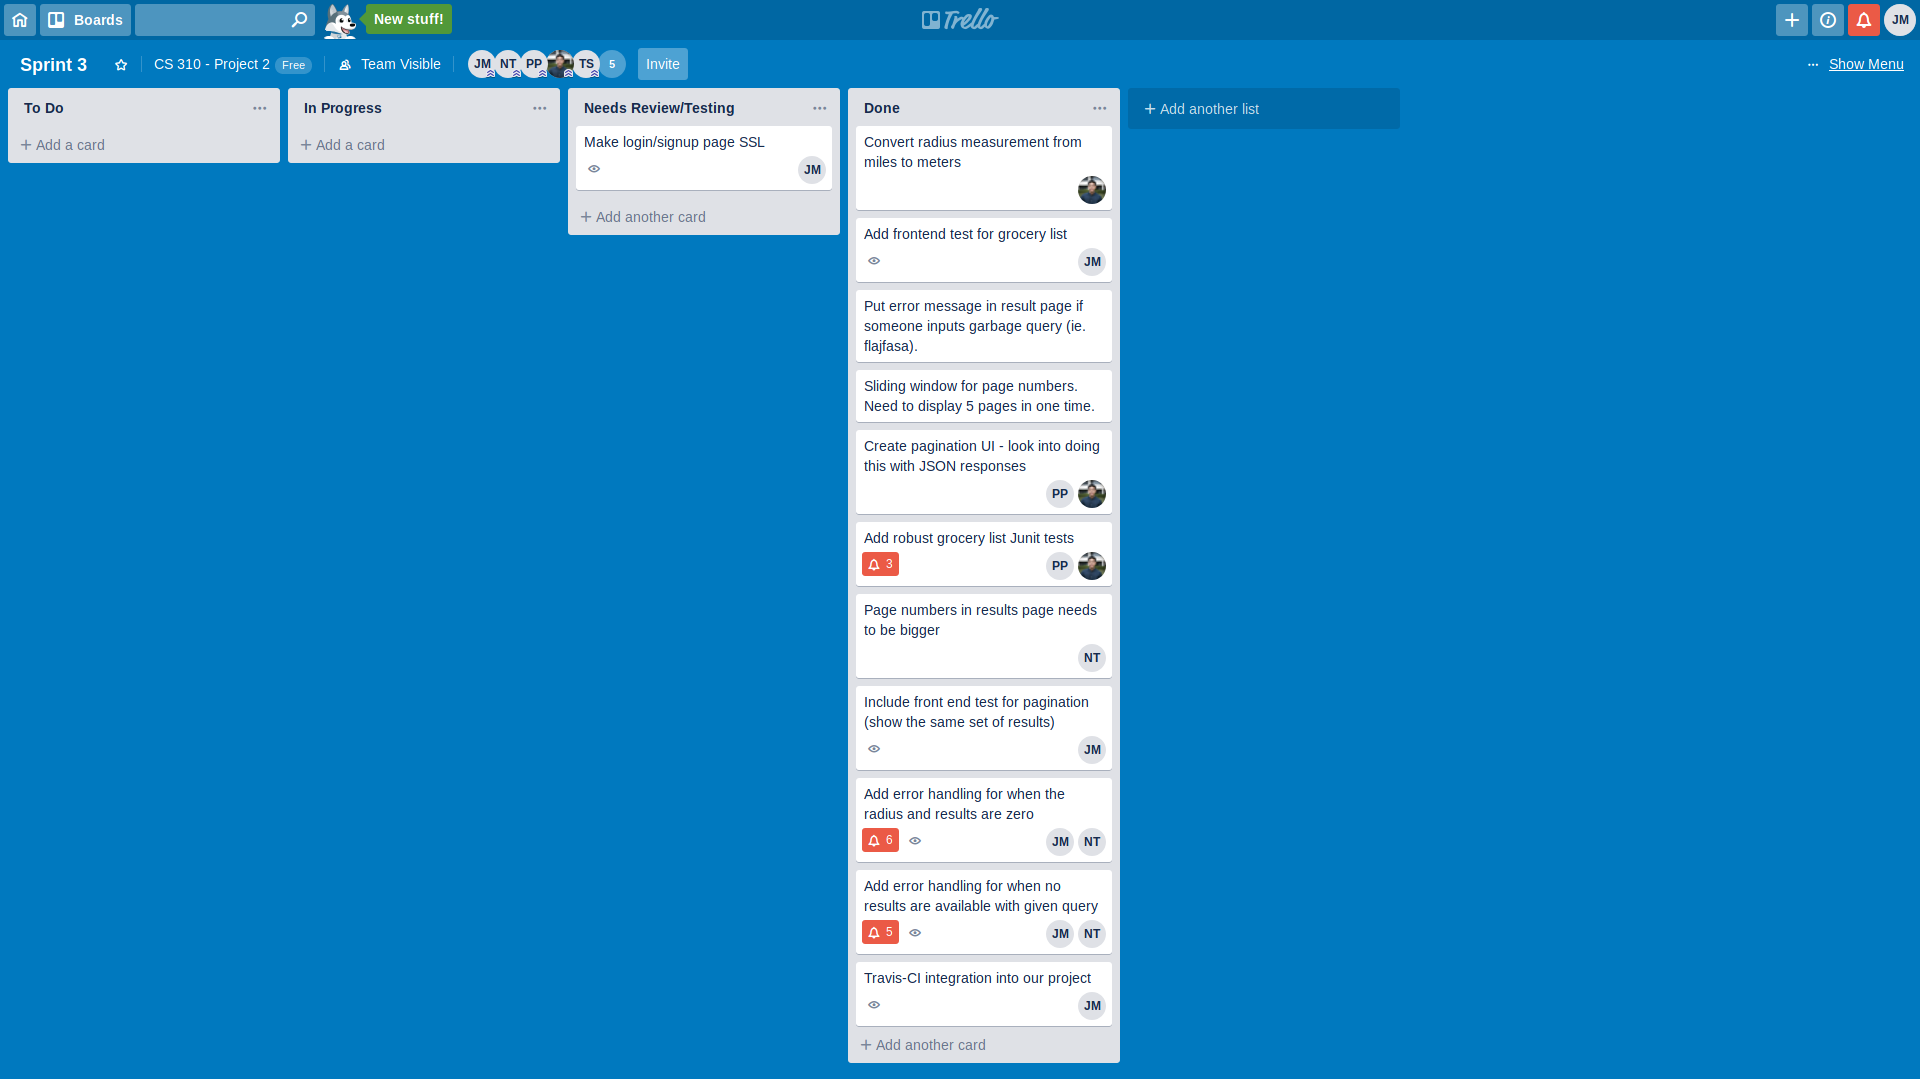 Boards
New stuff!
Trello
JM
Sprint 3
CS 310 - Project 2 Free
Team Visible
JM NT PP TS 5
Invite
... Show Menu
To Do
+ Add a card
In Progress
+ Add a card
Needs Review/Testing
Make login/signup page SSL
JM
+ Add another card
Done
Convert radius measurement from
miles to meters
Add frontend test for grocery list
JM
Put error message in result page if
someone inputs garbage query (ie.
flajfasa).
Sliding window for page numbers.
Need to display 5 pages in one time.
Create pagination UI - look into doing
this with JSON responses
PP
Add robust grocery list Junit tests
3 PP
Page numbers in results page needs
to be bigger
NT
Include front end test for pagination
(show the same set of results)
JM
Add error handling for when the
radius and results are zero
6 JM NT
Add error handling for when no
results are available with given query
5 JM NT
Travis-CI integration into our project
JM
+ Add another card
+ Add another list